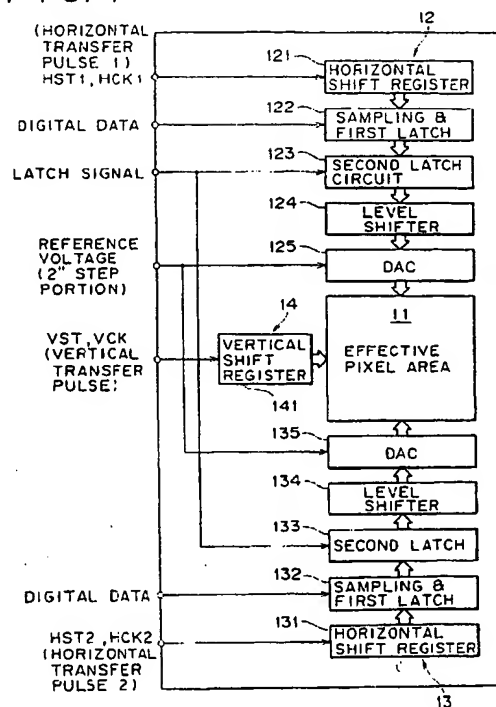 (HORIZONTAL
TRANSFER
PULSE 1)
HST1, HCK1
12
121
HORIZONTAL
SHIFT REGISTER
122
DIGITAL DATA
SAMPLING &
FIRST LATCH
123
LATCH SIGNAL
SECOND LATCH
CIRCUIT
124
LEVEL
SHIFTER
REFERENCE
VOLTAGE
(2" STEP
PORTION)
125
DAC
11
EFFECTIVE
PIXEL AREA
14
VST, VCK
(VERTICAL
TRANSFER
PULSE)
VERTICAL
SHIFT
REGISTER
141
135
DAC
134
LEVEL
SHIFTER
133
SECOND LATCH
132
DIGITAL DATA
SAMPLING &
FIRST LATCH
131
HST2, HCK2
(HORIZONTAL
TRANSFER
PULSE 2)
HORIZONTAL
SHIFT REGISTER
13